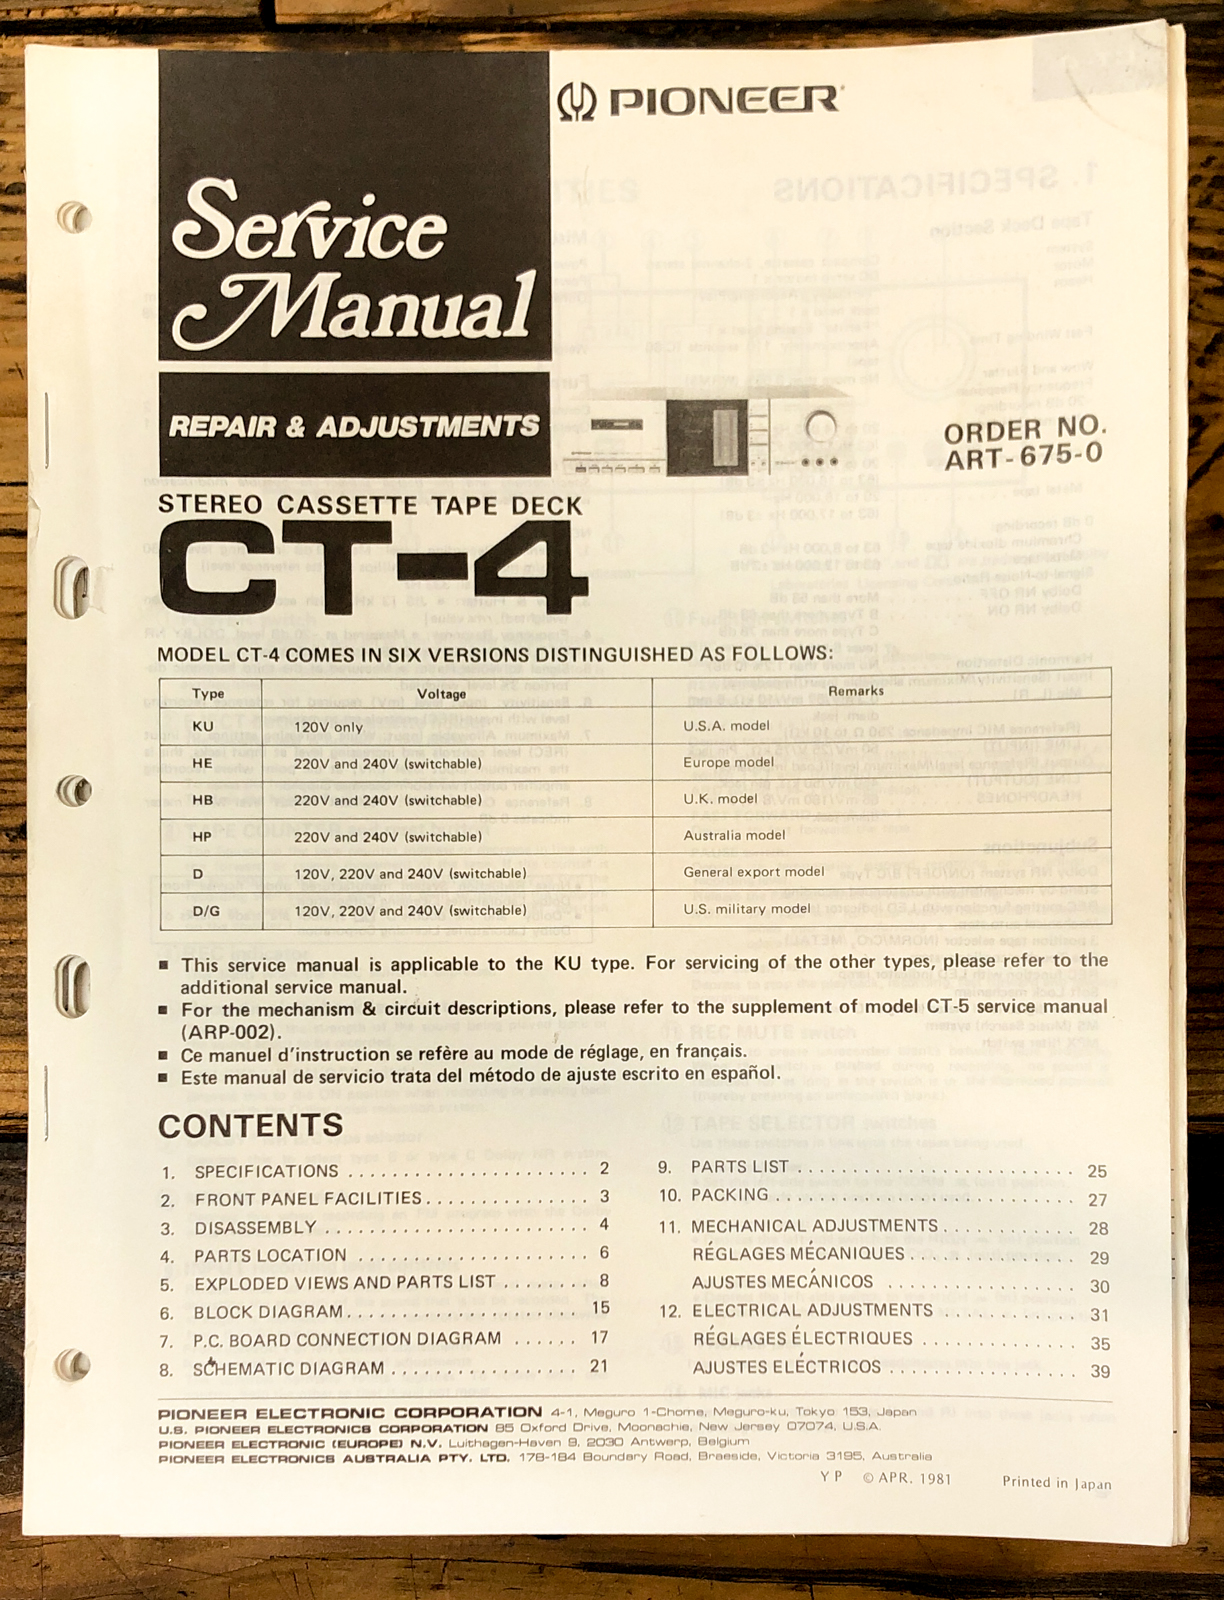 PIONEER
Service
Manual
REPAIR & ADJUSTMENTS
ORDER NO.
ART-675-0
STEREO CASSETTE TAPE DECK
CT-4
MODEL CT-4 COMES IN SIX VERSIONS DISTINGUISHED AS FOLLOWS:
Type Voltage Remarks
KU 120V only U.S.A. model
HE 220V and 240V (switchable) Europe model
HB 220V and 240V (switchable) U.K. model
HP 220V and 240V (switchable) Australia model
D 120V, 220V and 240V (switchable) General export model
D/G 120V, 220V and 240V (switchable) U.S. military model
■ This service manual is applicable to the KU type. For servicing of the other types, please refer to the
additional service manual.
■ For the mechanism & circuit descriptions, please refer to the supplement of model CT-5 service manual
(ARP-002).
■ Ce manuel d'instruction se refère au mode de réglage, en français.
■ Este manual de servicio trata del método de ajuste escrito en español.
CONTENTS
1. SPECIFICATIONS ........................ 2
2. FRONT PANEL FACILITIES ................ 3
3. DISASSEMBLY .......................... 4
4. PARTS LOCATION ....................... 6
5. EXPLODED VIEWS AND PARTS LIST ........ 8
6. BLOCK DIAGRAM ....................... 15
7. P.C. BOARD CONNECTION DIAGRAM ...... 17
8. SCHEMATIC DIAGRAM .................. 21
9. PARTS LIST .......................... 25
10. PACKING ............................ 27
11. MECHANICAL ADJUSTMENTS ............ 28
RÉGLAGES MÉCANIQUES ............... 29
AJUSTES MECÁNICOS ................. 30
12. ELECTRICAL ADJUSTMENTS ............ 31
RÉGLAGES ÉLECTRIQUES .............. 35
AJUSTES ELÉCTRICOS ................. 39
PIONEER ELECTRONIC CORPORATION 4-1, Meguro 1-Chome, Meguro-ku, Tokyo 153, Japan
U.S. PIONEER ELECTRONICS CORPORATION 85 Oxford Drive, Moonachie, New Jersey 07074, U.S.A.
PIONEER ELECTRONIC (EUROPE) N.V. Luithagen-Haven 9, 2030 Antwerp, Belgium
PIONEER ELECTRONICS AUSTRALIA PTY. LTD. 178-184 Boundary Road, Braeside, Victoria 3195, Australia
YP © APR. 1981 Printed in Japan